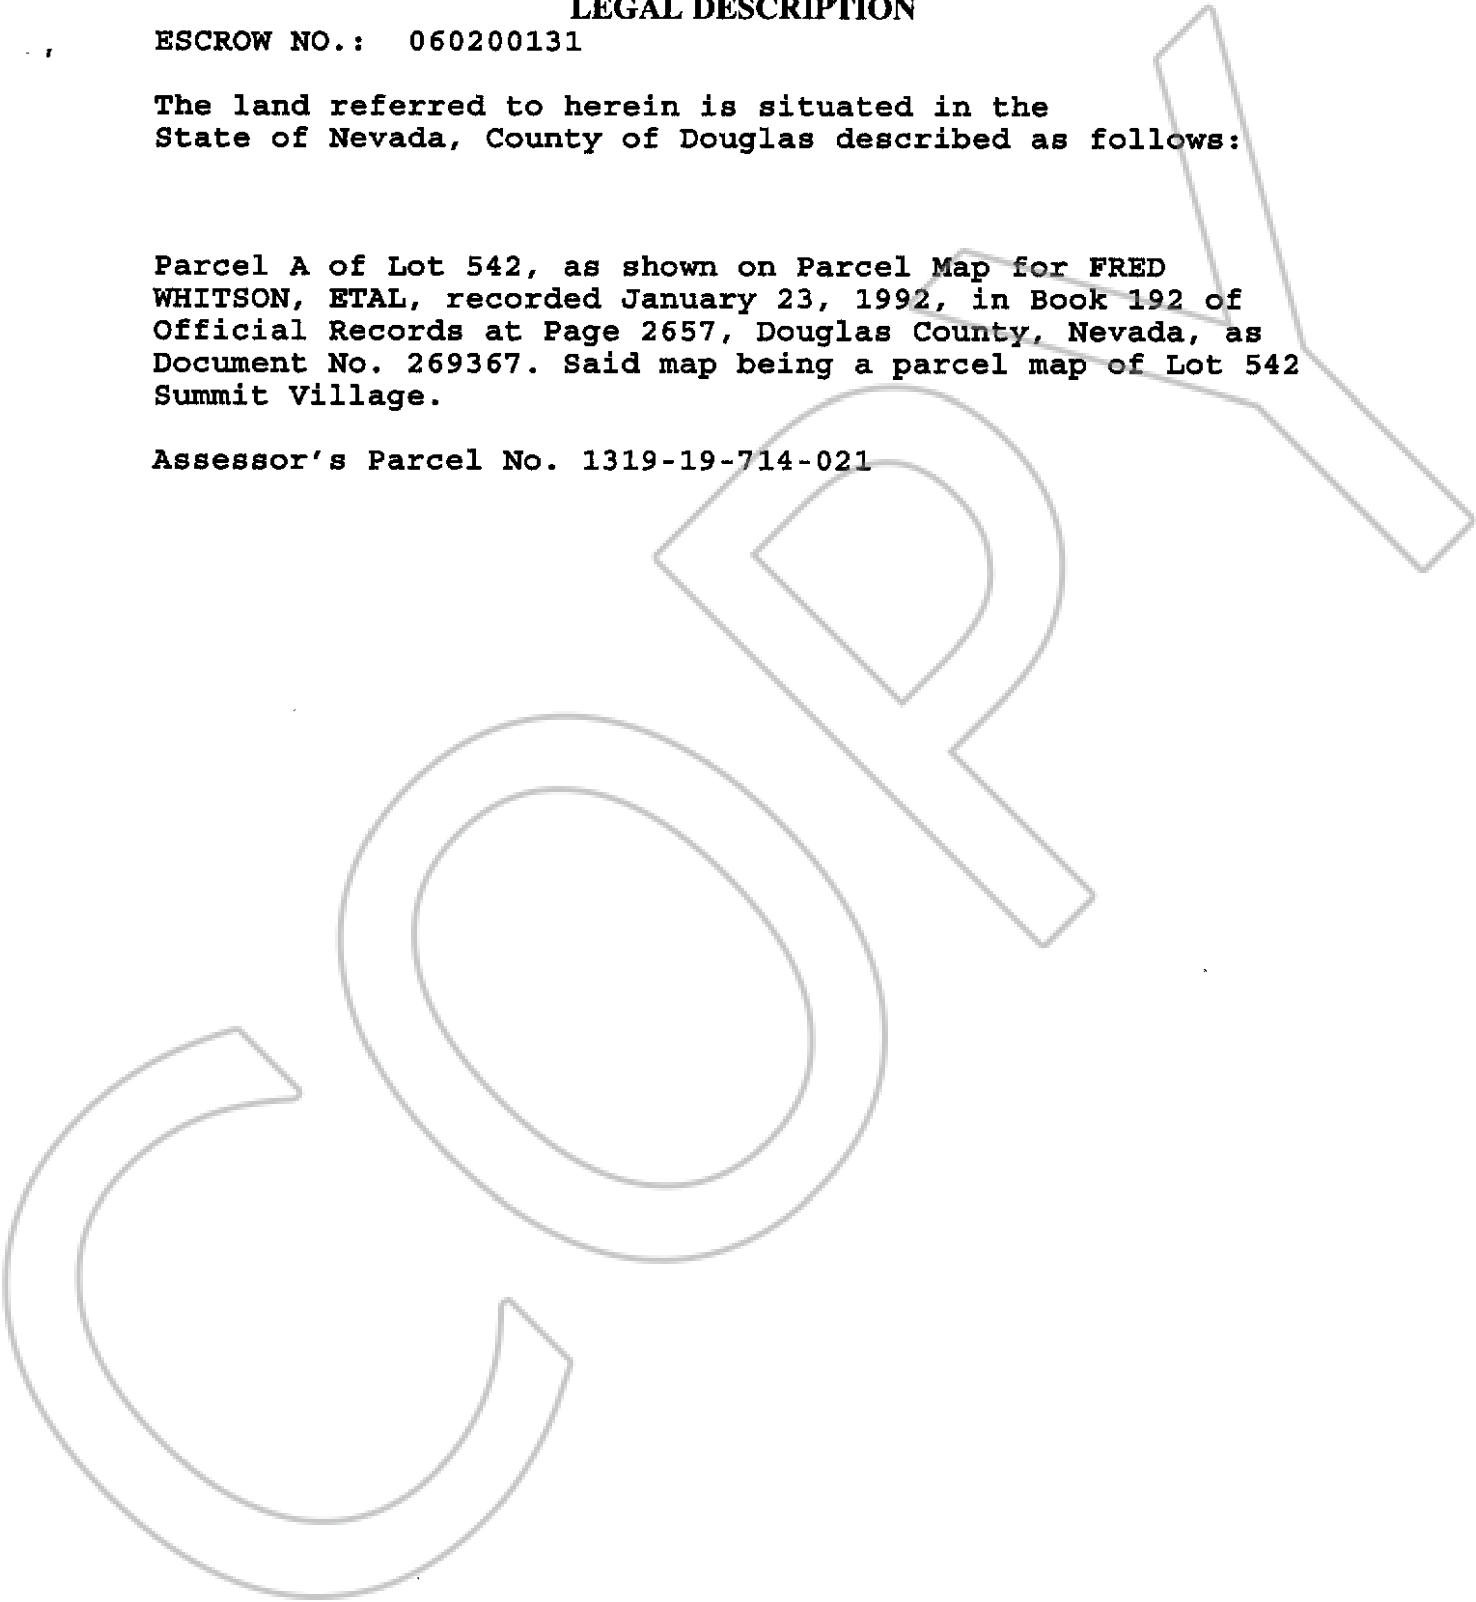 LEGAL DESCRIPTION
ESCROW NO.: 060200131
The land referred to herein is situated in the
State of Nevada, County of Douglas described as follows:
Parcel A of Lot 542, as shown on Parcel Map for FRED
WHITSON, ETAL, recorded January 23, 1992, in Book 192 of
Official Records at Page 2657, Douglas County, Nevada, as
Document No. 269367. Said map being a parcel map of Lot 542
Summit Village.
Assessor's Parcel No. 1319-19-714-021
COPY